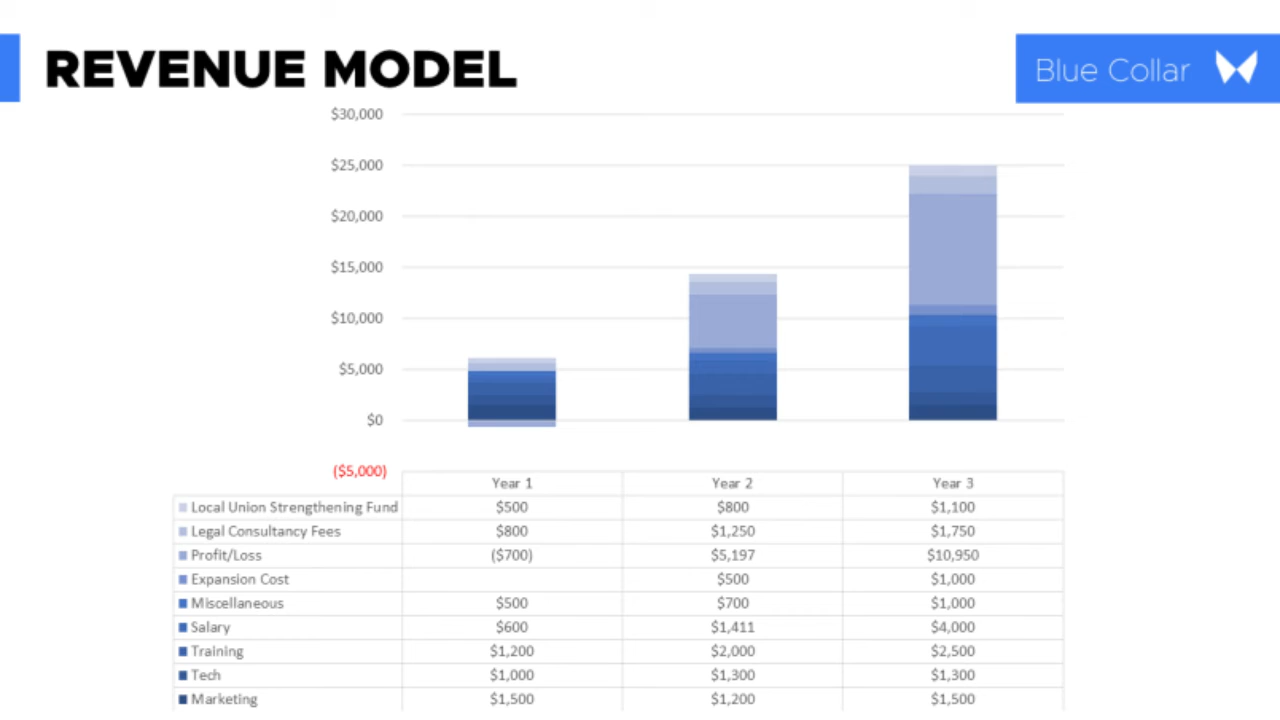 REVENUE MODEL
Blue Collar
$30,000
$25,000
$20,000
$15,000
$10,000
$5,000
$0
($5,000)
Year 1 Year 2 Year 3
Local Union Strengthening Fund $500 $800 $1,100
Legal Consultancy Fees $800 $1,250 $1,750
Profit/Loss ($700) $5,197 $10,950
Expansion Cost $500 $1,000
Miscellaneous $500 $700 $1,000
Salary $600 $1,411 $4,000
Training $1,200 $2,000 $2,500
Tech $1,000 $1,300 $1,300
Marketing $1,500 $1,200 $1,500